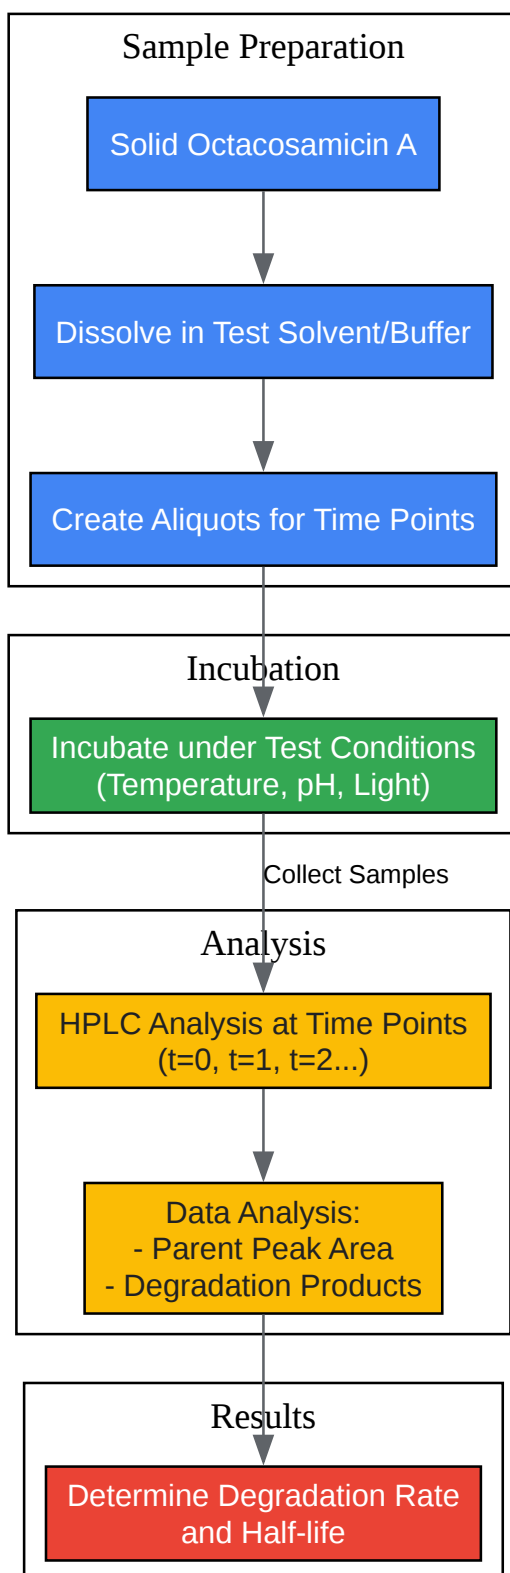 Sample Preparation
Solid Octacosamicin A
Dissolve in Test Solvent/Buffer
Create Aliquots for Time Points
Incubation
Incubate under Test Conditions
(Temperature, pH, Light)
Collect Samples
Analysis
HPLC Analysis at Time Points
(t=0, t=1, t=2...)
Data Analysis:
- Parent Peak Area
- Degradation Products
Results
Determine Degradation Rate
and Half-life